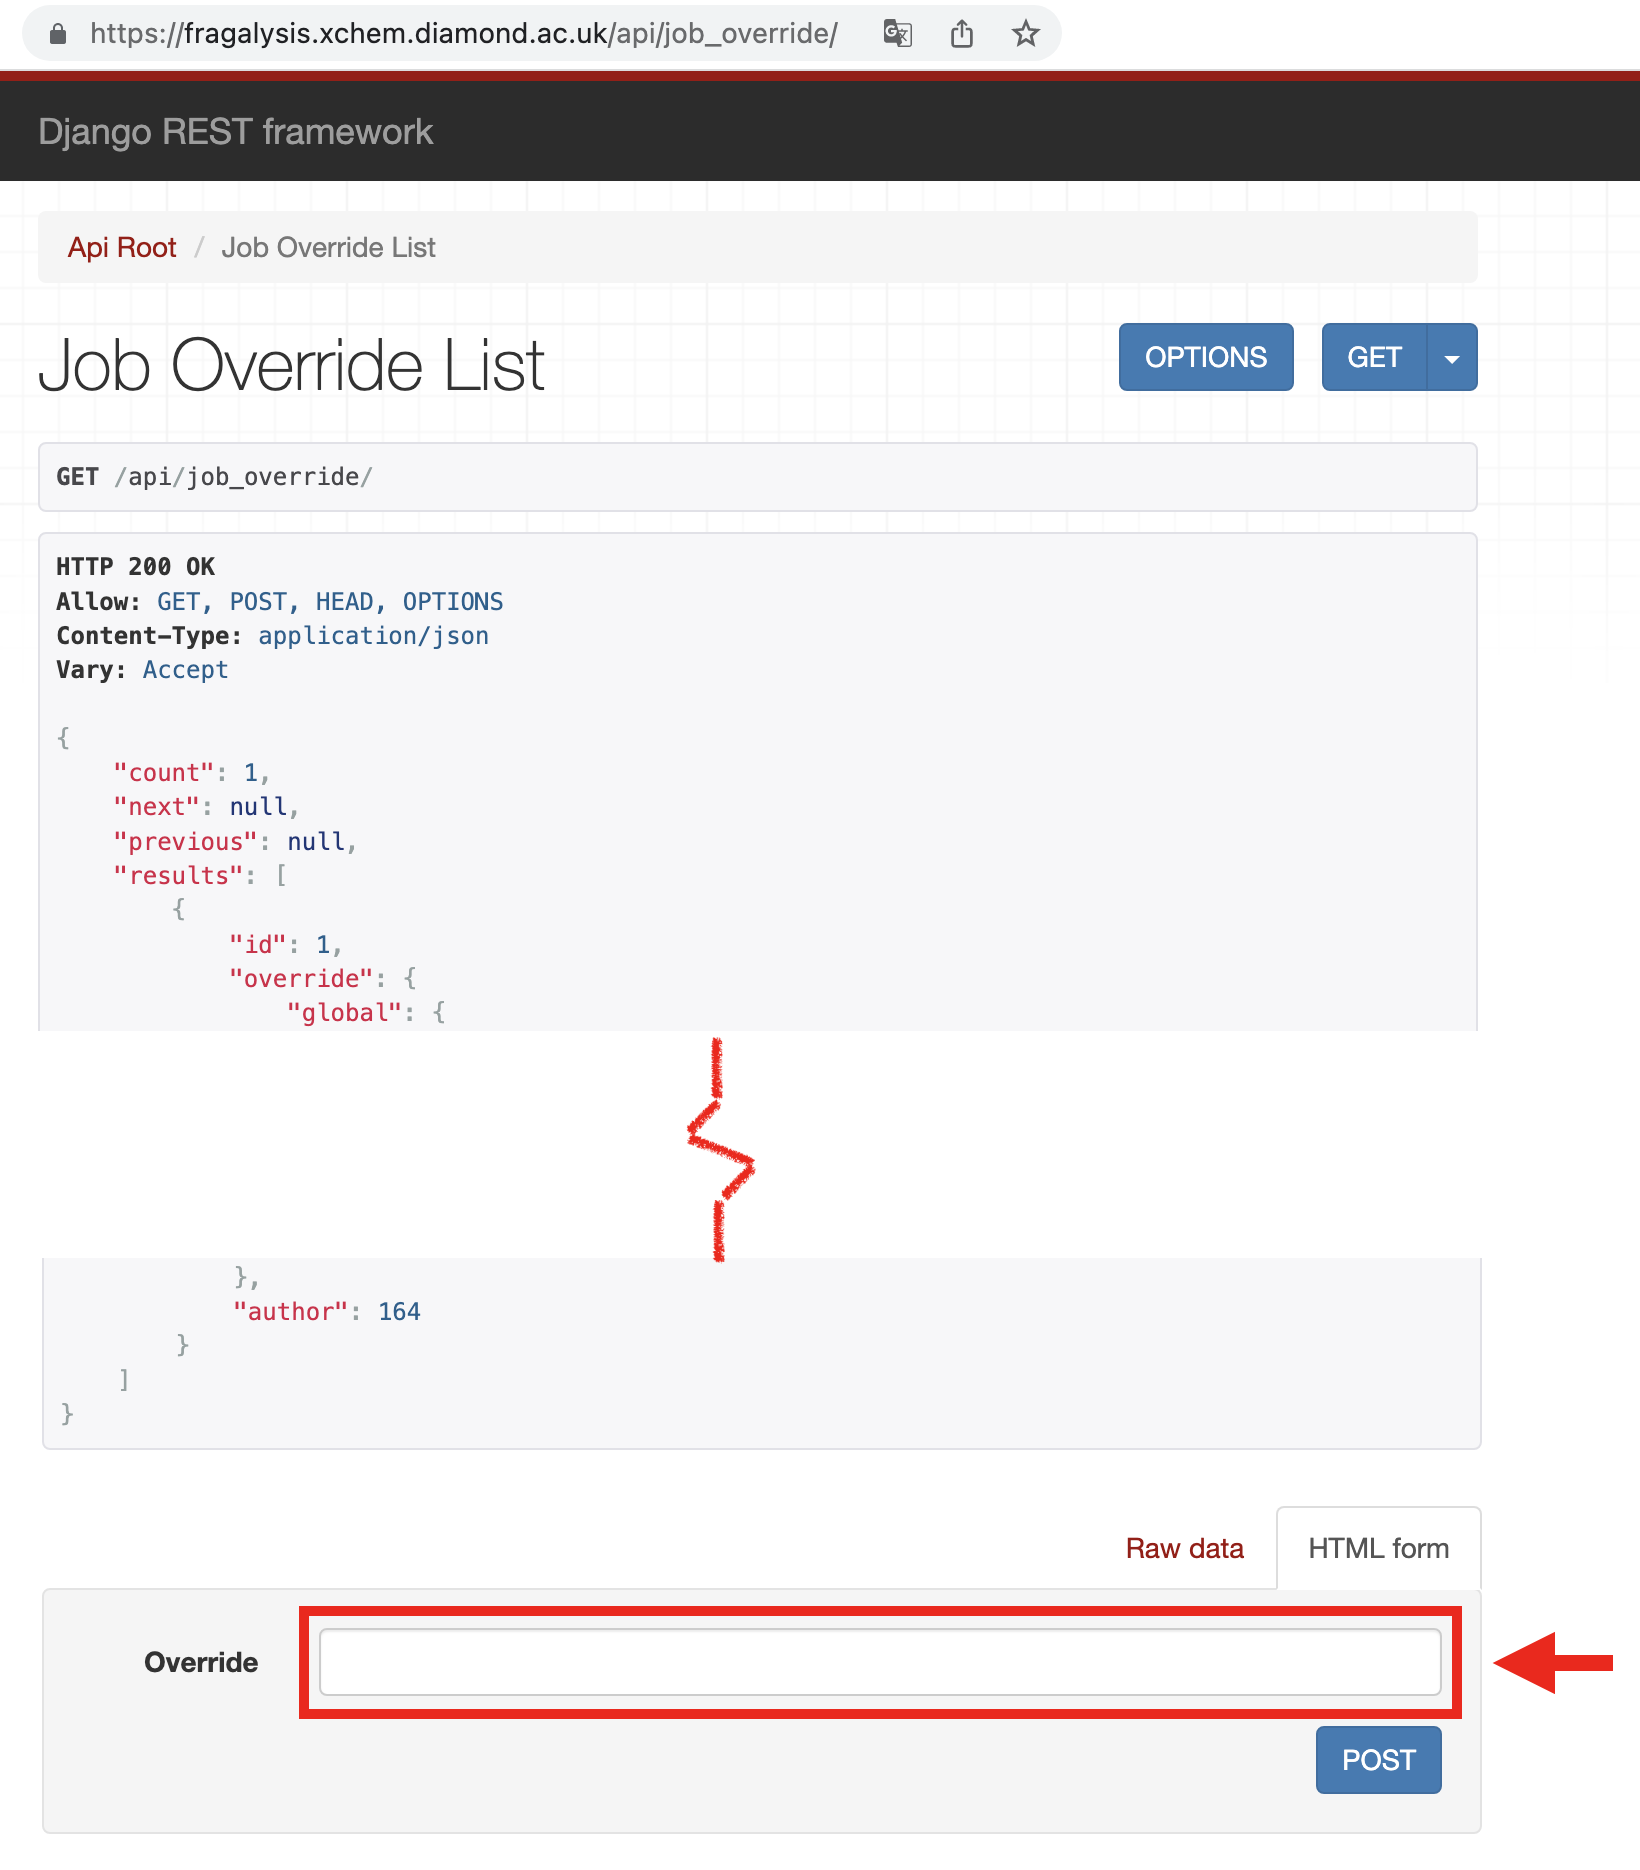 https://fragalysis.xchem.diamond.ac.uk/api/job_override/
Django REST framework
Api Root / Job Override List
Job Override List
OPTIONS
GET
GET /api/job_override/
HTTP 200 OK
Allow: GET, POST, HEAD, OPTIONS
Content-Type: application/json
Vary: Accept
{
    "count": 1,
    "next": null,
    "previous": null,
    "results": [
        {
            "id": 1,
            "override": {
                "global": {
            },
            "author": 164
        }
    ]
}
Raw data
HTML form
Override
POST